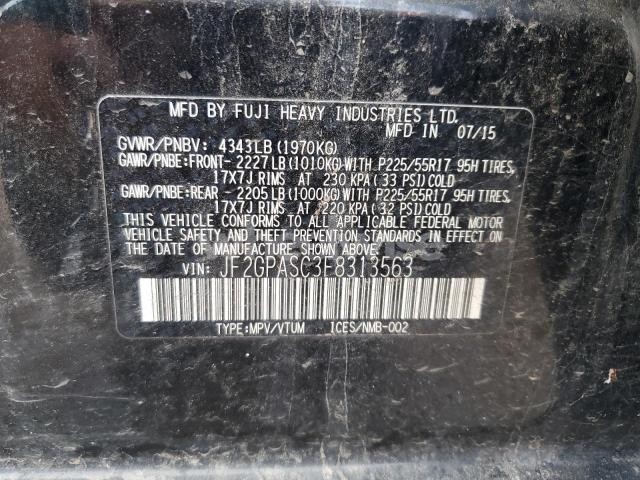 MFD BY FUJI HEAVY INDUSTRIES LTD.
MFD IN 07/15
GVWR/PNBV: 4343LB (1970KG)
GAWR/PNBE:FRONT- 2227LB (1010KG) WITH P225/55R17 95H TIRES,
17X7J RIMS AT 230 KPA (33 PSI) COLD
GAWR/PNBE:REAR - 2205LB (1000KG) WITH P225/55R17 95H TIRES,
17X7J RIMS AT 220 KPA (32 PSI) COLD
THIS VEHICLE CONFORMS TO ALL APPLICABLE FEDERAL MOTOR
VEHICLE SAFETY AND THEFT PREVENTION STANDARDS IN EFFECT ON
THE DATE OF MANUFACTURE SHOWN ABOVE.
VIN: JF2GPASC3F8313563
TYPE:MPV/VTUM ICES/NMB-002